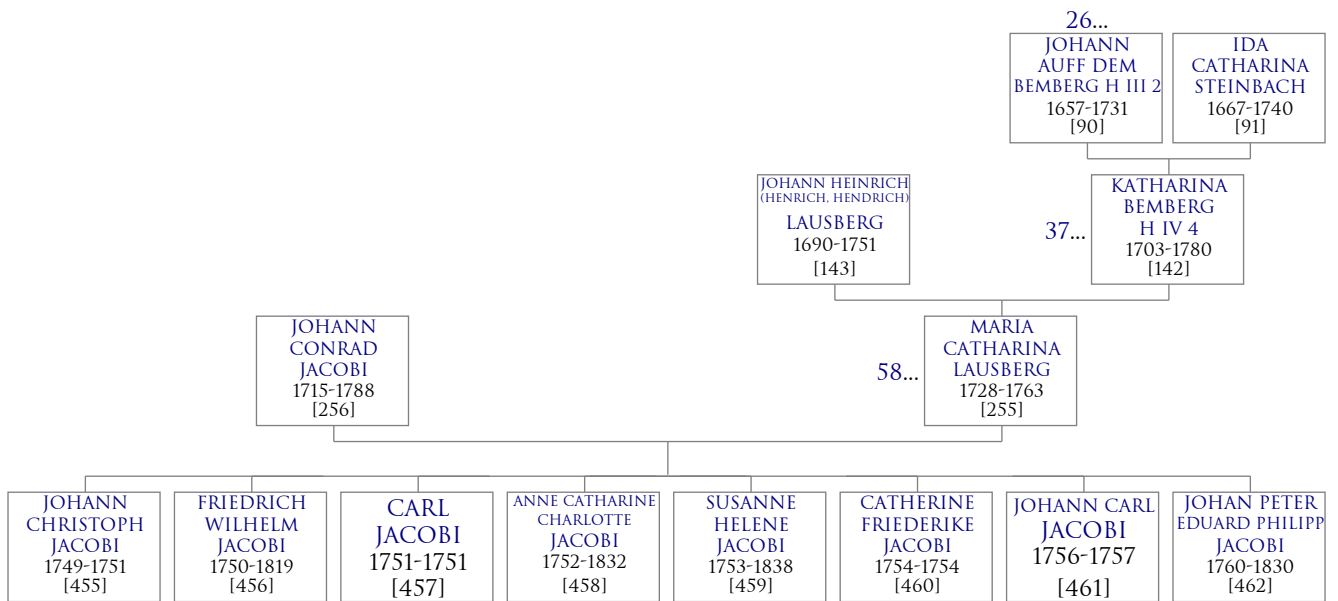 26...
JOHANN
AUFF DEM
BEMBERG H III 2
1657-1731
[90]
IDA
CATHARINA
STEINBACH
1667-1740
[91]
JOHANN HEINRICH
(HENRICH, HENDRICH)
LAUSBERG
1690-1751
[143]
37...
KATHARINA
BEMBERG
H IV 4
1703-1780
[142]
JOHANN
CONRAD
JACOBI
1715-1788
[256]
58...
MARIA
CATHARINA
LAUSBERG
1728-1763
[255]
JOHANN
CHRISTOPH
JACOBI
1749-1751
[455]
FRIEDRICH
WILHELM
JACOBI
1750-1819
[456]
CARL
JACOBI
1751-1751
[457]
ANNE CATHARINE
CHARLOTTE
JACOBI
1752-1832
[458]
SUSANNE
HELENE
JACOBI
1753-1838
[459]
CATHERINE
FRIEDERIKE
JACOBI
1754-1754
[460]
JOHANN CARL
JACOBI
1756-1757
[461]
JOHAN PETER
EDUARD PHILIPP
JACOBI
1760-1830
[462]